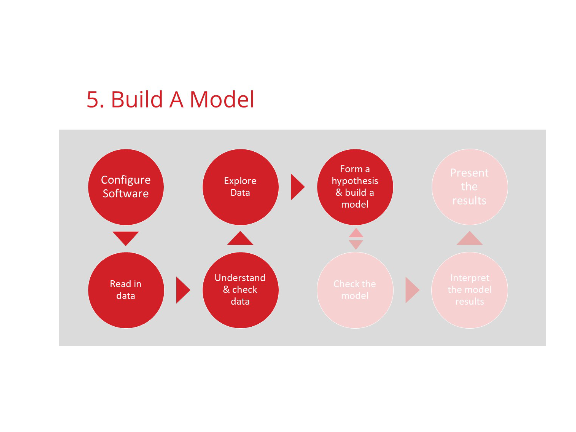 5. Build A Model
Configure
Software
Read in
data
Understand
& check
data
Explore
Data
Form a
hypothesis
& build a
model
Check the
model
Interpret
the model
results
Present
the
results